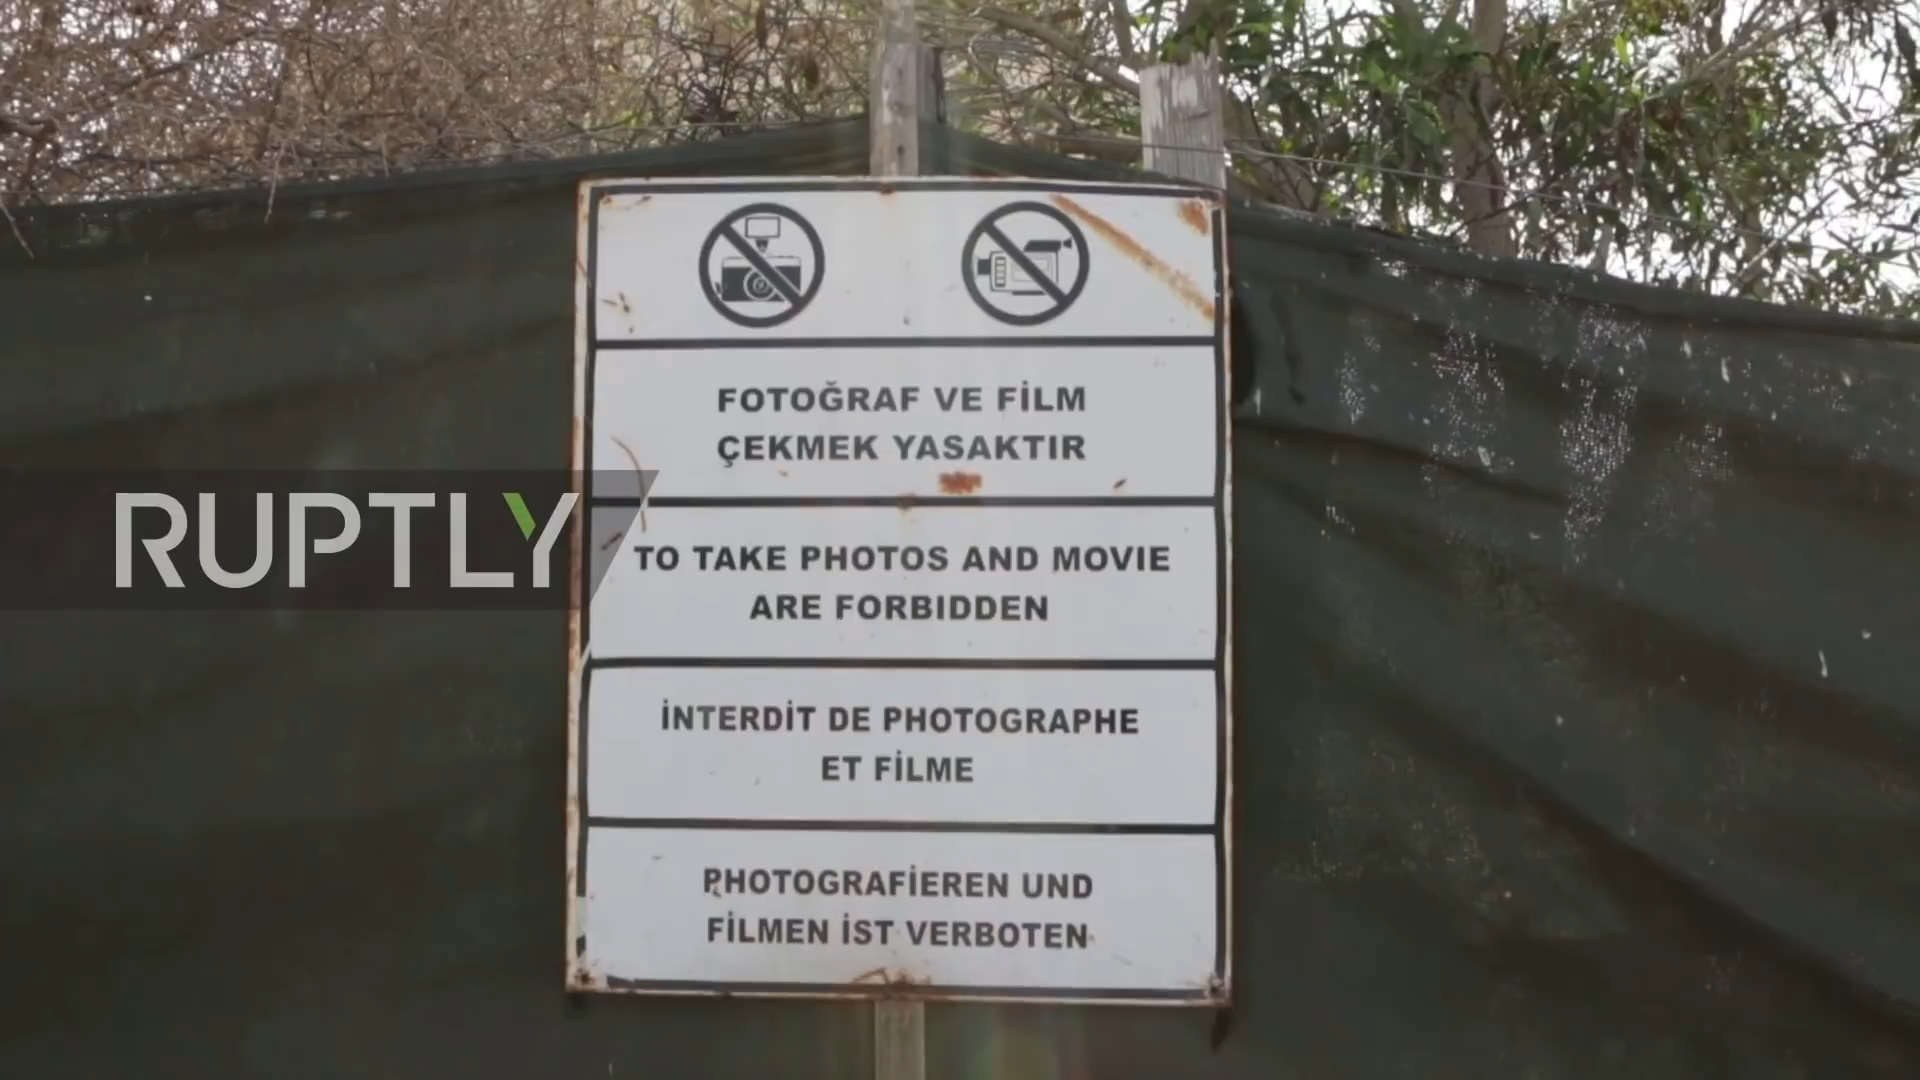 FOTOĞRAF VE FİLM
ÇEKMEK YASAKTIR
RUPTLY
TO TAKE PHOTOS AND MOVIE
ARE FORBIDDEN
İNTERDİT DE PHOTOGRAPHE
ET FİLME
PHOTOGRAFİEREN UND
FİLMEN İST VERBOTEN